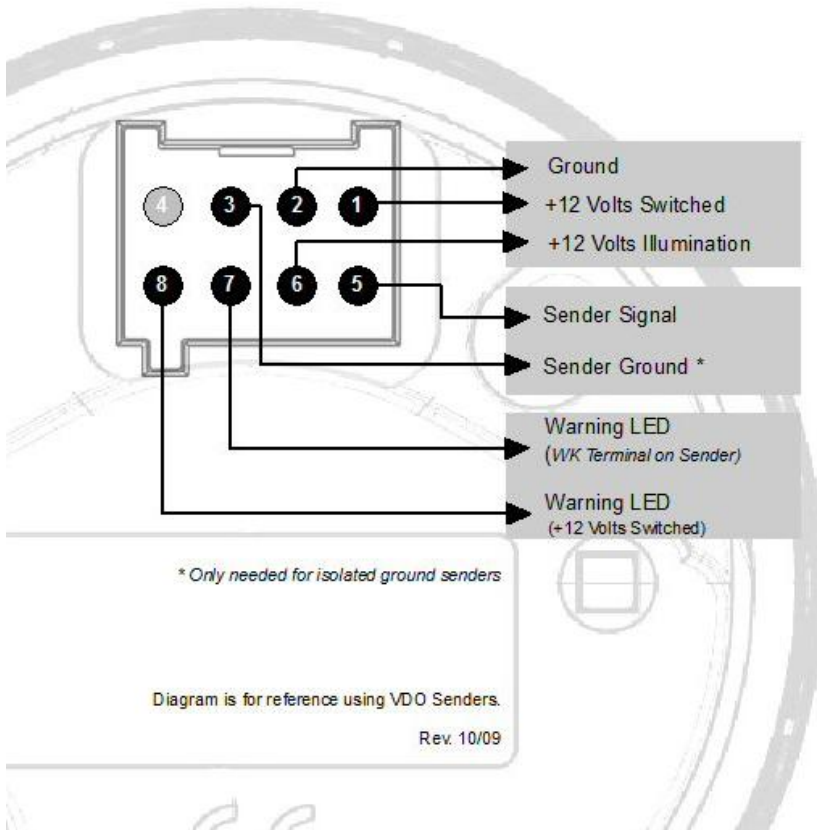 Ground
4 3 2 1
+12 Volts Switched
+12 Volts Illumination
8 7 6 5
Sender Signal
Sender Ground *
Warning LED
(WK Terminal on Sender)
Warning LED
(+12 Volts Switched)
* Only needed for isolated ground senders
Diagram is for reference using VDO Senders.
Rev. 10/09